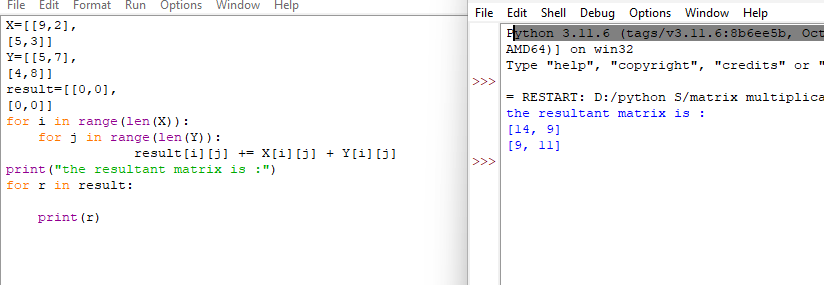 File Edit Format Run Options Window Help
X=[[9,2],
[5,3]]
Y=[[5,7],
[4,8]]
result=[[0,0],
[0,0]]
for i in range(len(X)):
    for j in range(len(Y)):
                result[i][j] += X[i][j] + Y[i][j]
print("the resultant matrix is :")
for r in result:
    print(r)
File Edit Shell Debug Options Window Help
Python 3.11.6 (tags/v3.11.6:8b6ee5b, Oct
AMD64)] on win32
Type "help", "copyright", "credits" or "
>>>
= RESTART: D:/python S/matrix multiplica
the resultant matrix is :
[14, 9]
[9, 11]
>>>